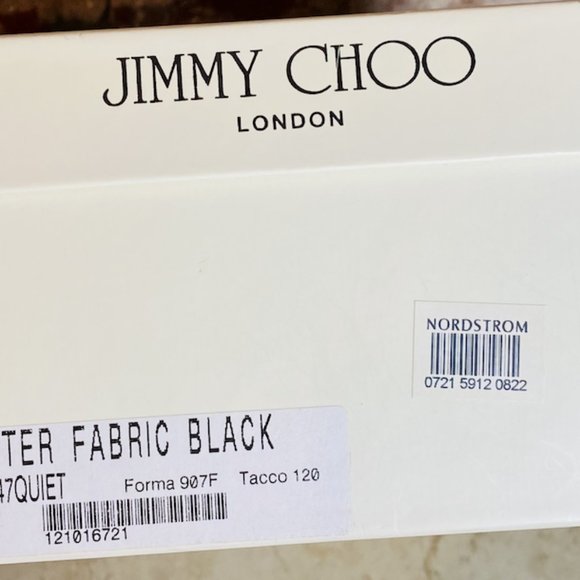 JIMMY CHOO
LONDON
NORDSTROM
0721 5912 0822
TER FABRIC BLACK
47QUIET Forma 907F Tacco 120
121016721